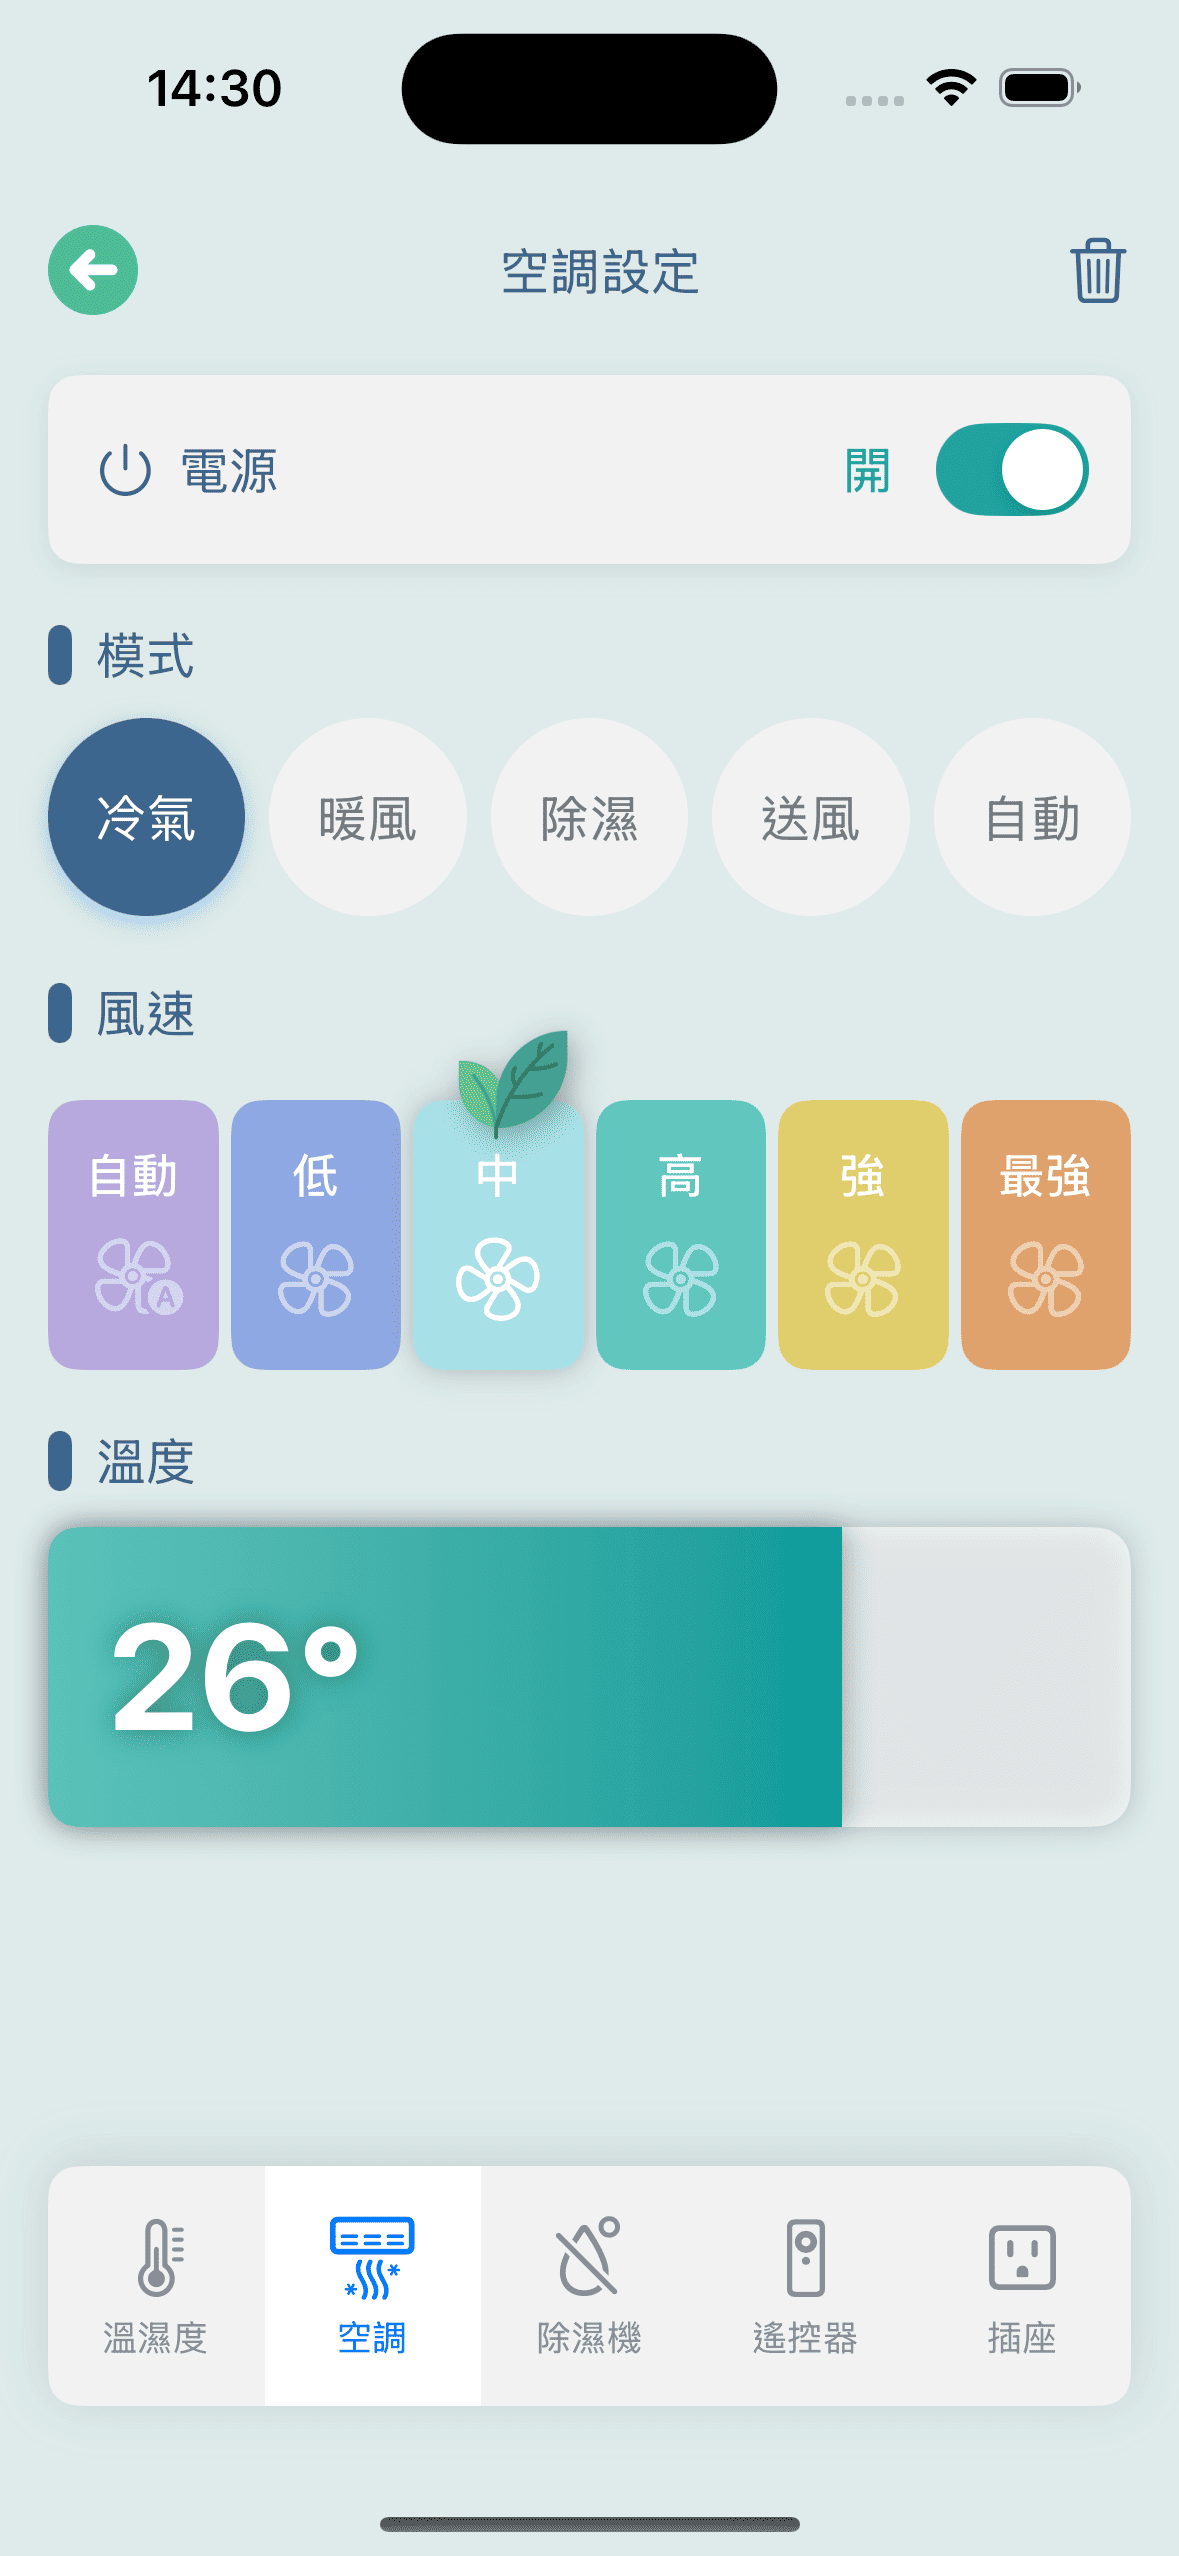 14:30
空調設定
電源 開
模式
冷氣 暖風 除濕 送風 自動
風速
自動 低 中 高 強 最強
A
溫度
26°
溫濕度 空調 除濕機 遙控器 插座